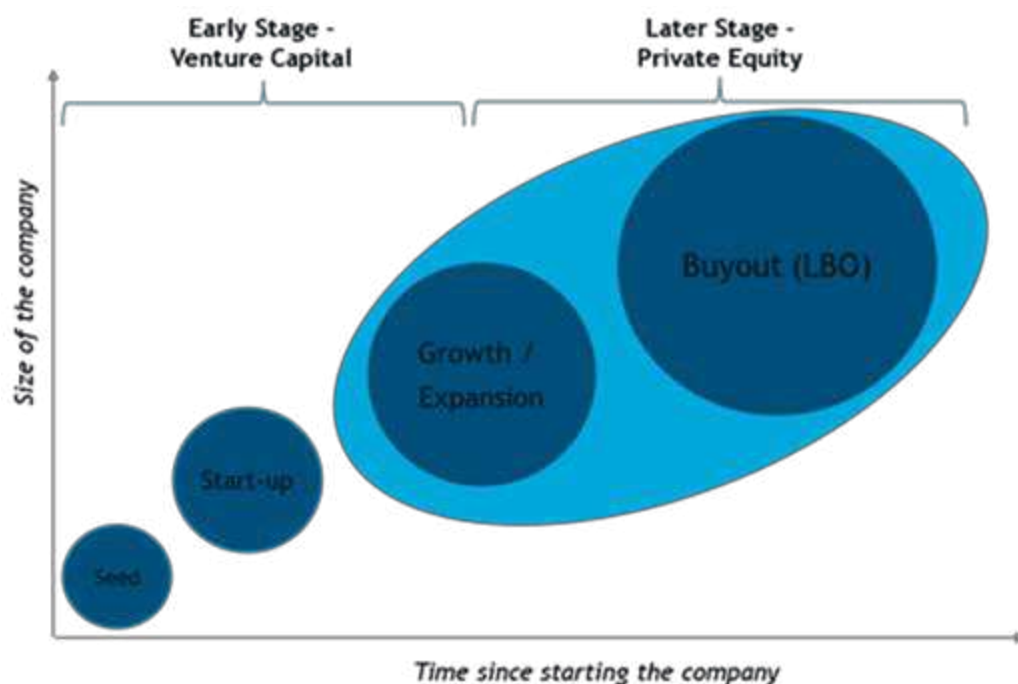 Early Stage -
Venture Capital
Later Stage -
Private Equity
Size of the company
Buyout (LBO)
Growth /
Expansion
Start-up
Seed
Time since starting the company